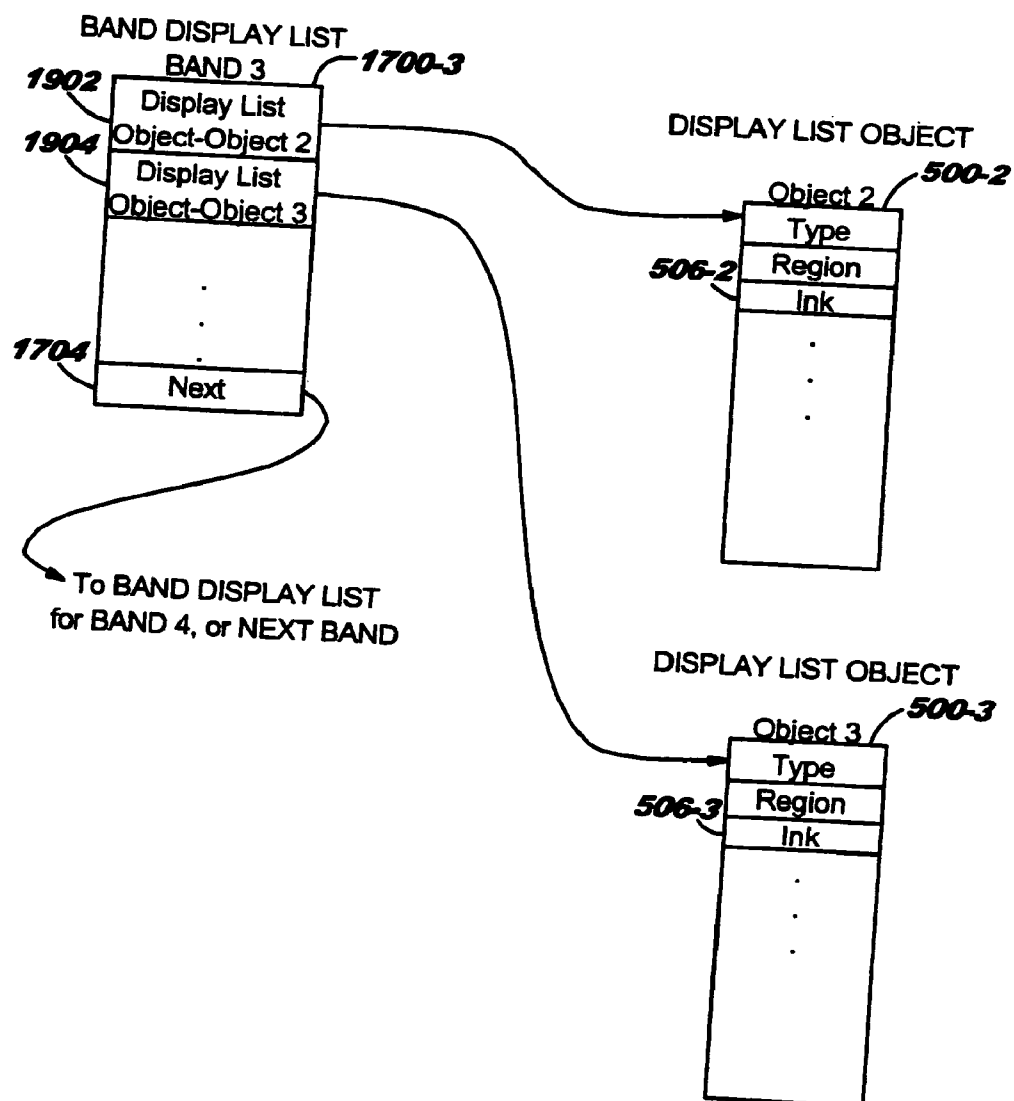 BAND DISPLAY LIST
BAND 3
1700-3
1902
Display List
Object-Object 2
1904
Display List
Object-Object 3
.
.
.
1704
Next
To BAND DISPLAY LIST
for BAND 4, or NEXT BAND
DISPLAY LIST OBJECT
500-2
Object 2
Type
506-2
Region
Ink
.
.
.
DISPLAY LIST OBJECT
500-3
Object 3
Type
506-3
Region
Ink
.
.
.